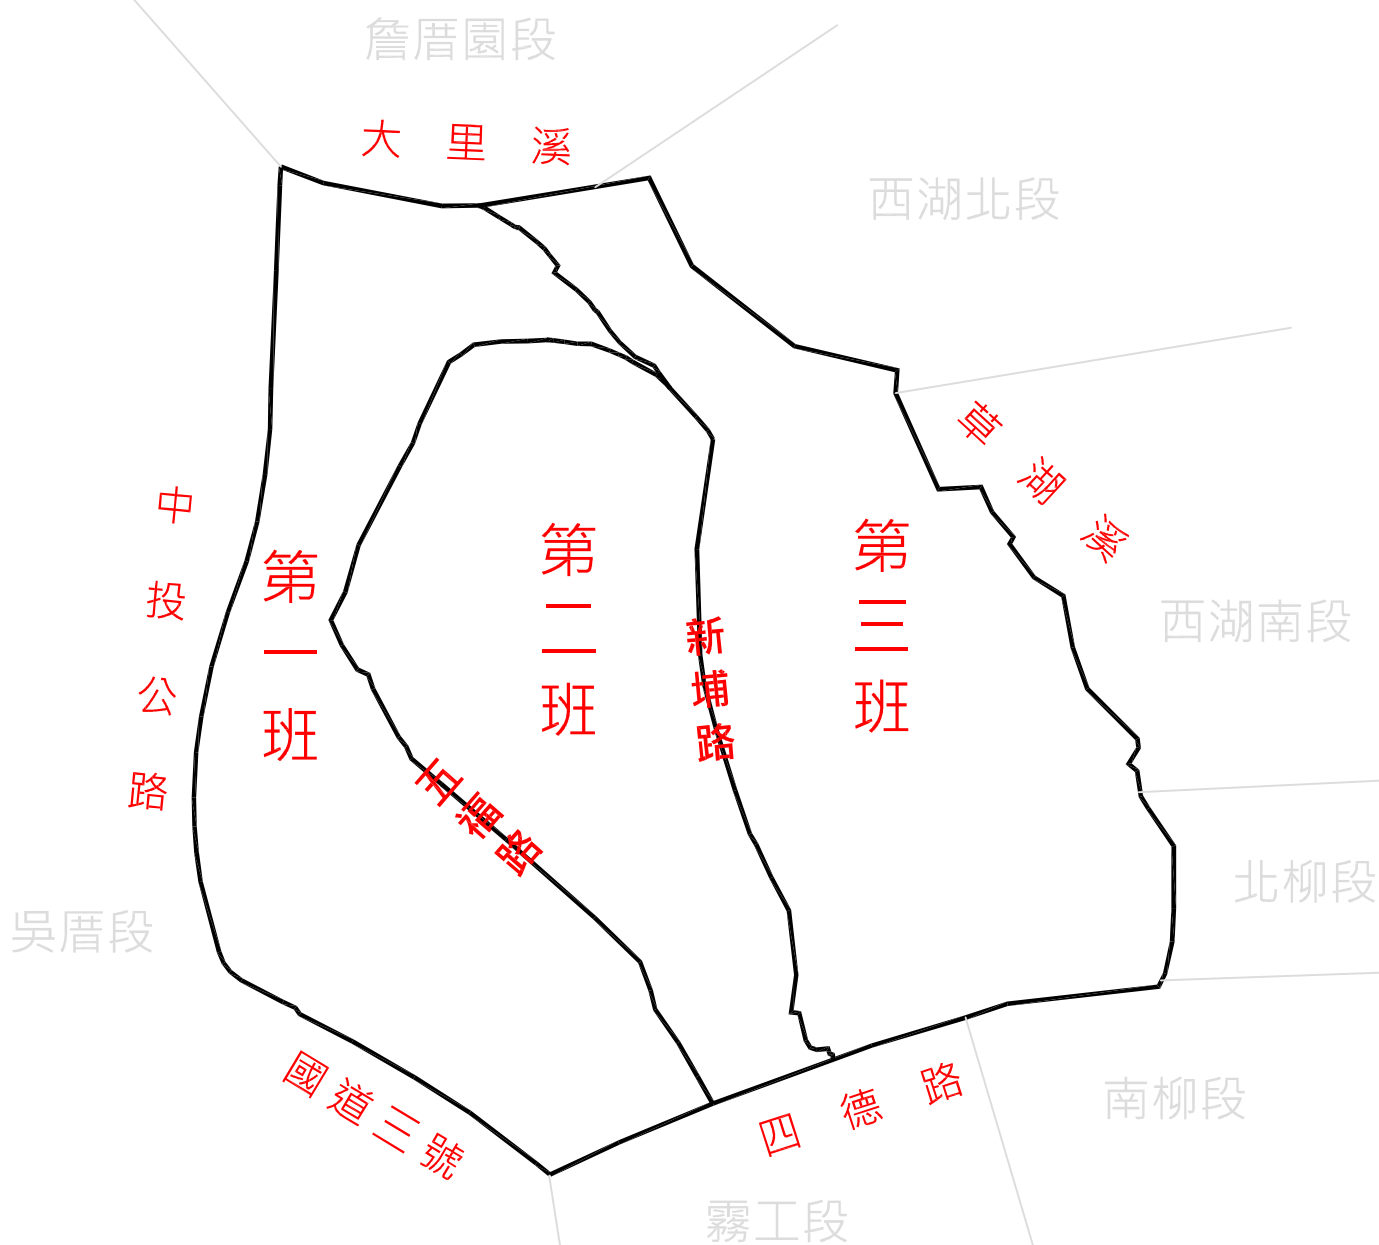 詹厝園段
大里溪
西湖北段
草湖溪
中投公路
第一班
第二班
第三班
新埔路
西湖南段
五福路
北柳段
吳厝段
國道三號
四德路
南柳段
霧工段